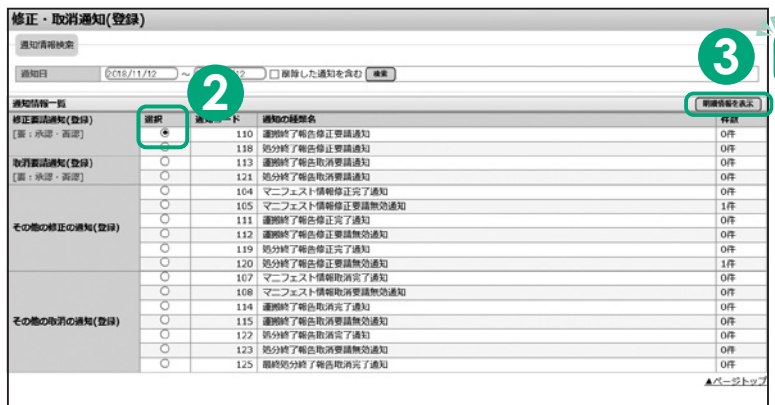 修正・取消通知(登録)
通知情報検索
通知日 2018/11/12 ～ 12 削除した通知を含む 検索
2
3
通知情報一覧 明細情報を表示
修正要請通知(登録) 選択 通知コード 通知の種類名 件数
[要：承認・否認] 110 運搬終了報告修正要請通知 0件
118 処分終了報告修正要請通知 0件
取消要請通知(登録) 113 運搬終了報告取消要請通知 0件
[要：承認・否認] 121 処分終了報告取消要請通知 0件
その他の修正の通知(登録)
104 マニフェスト情報修正完了通知 0件
105 マニフェスト情報修正要請無効通知 1件
111 運搬終了報告修正完了通知 0件
112 運搬終了報告修正要請無効通知 0件
119 処分終了報告修正完了通知 0件
120 処分終了報告修正要請無効通知 1件
その他の取消の通知(登録)
107 マニフェスト情報取消完了通知 0件
108 マニフェスト情報取消要請無効通知 0件
114 運搬終了報告取消完了通知 0件
115 運搬終了報告取消要請無効通知 0件
122 処分終了報告取消完了通知 0件
123 処分終了報告取消要請無効通知 0件
125 最終処分終了報告取消完了通知 0件
▲ページトップ